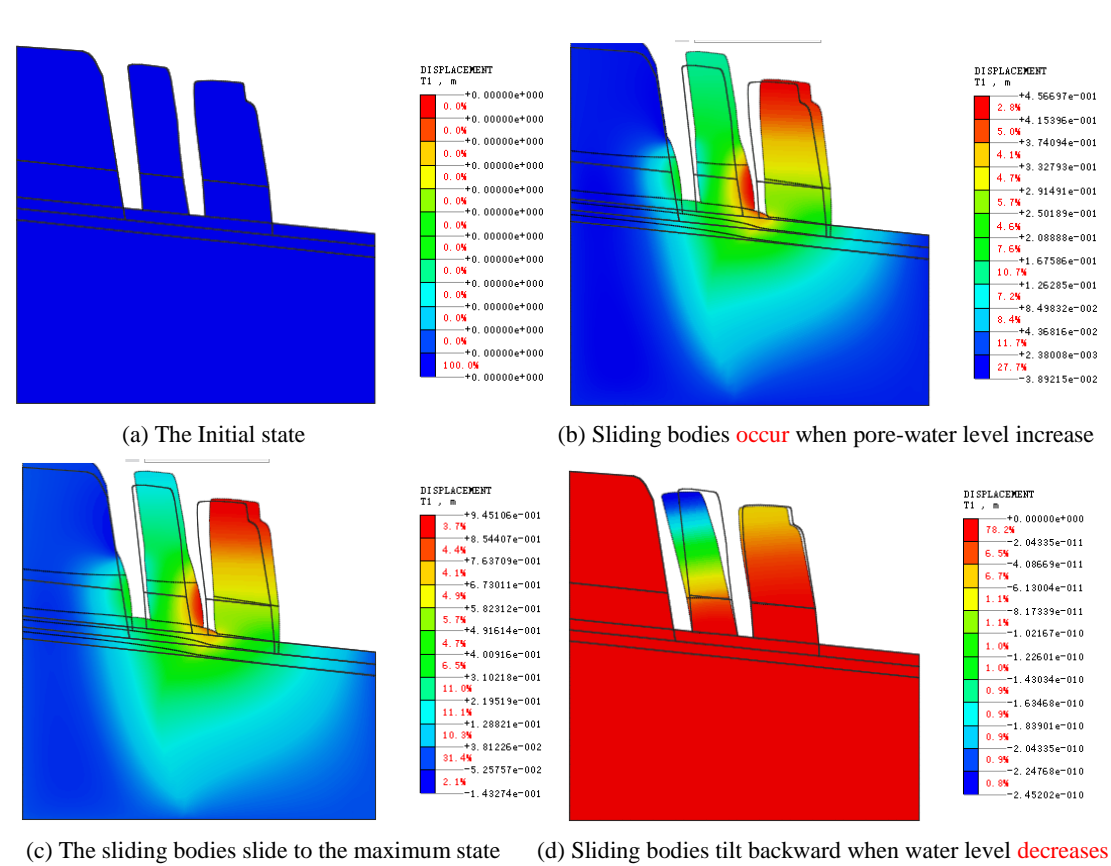 DISPLACEMENT
T1 , m
+0.00000e+000
0.0%
+0.00000e+000
0.0%
+0.00000e+000
0.0%
+0.00000e+000
0.0%
+0.00000e+000
0.0%
+0.00000e+000
0.0%
+0.00000e+000
0.0%
+0.00000e+000
0.0%
+0.00000e+000
0.0%
+0.00000e+000
0.0%
+0.00000e+000
0.0%
+0.00000e+000
100.0%
+0.00000e+000
DISPLACEMENT
T1 , m
+4.56697e-001
2.8%
+4.15396e-001
5.0%
+3.74094e-001
4.1%
+3.32793e-001
4.7%
+2.91491e-001
5.7%
+2.50189e-001
4.6%
+2.08888e-001
7.6%
+1.67586e-001
10.7%
+1.26285e-001
7.2%
+8.49832e-002
8.4%
+4.36816e-002
11.7%
+2.38008e-003
27.7%
-3.89215e-002
(a) The Initial state
(b) Sliding bodies occur when pore-water level increase
DISPLACEMENT
T1 , m
+9.45106e-001
3.7%
+8.54407e-001
4.4%
+7.63709e-001
4.1%
+6.73011e-001
4.9%
+5.82312e-001
5.7%
+4.91614e-001
4.7%
+4.00916e-001
6.5%
+3.10218e-001
11.0%
+2.19519e-001
11.1%
+1.28821e-001
10.3%
+3.81226e-002
31.4%
-5.25757e-002
2.1%
-1.43274e-001
DISPLACEMENT
T1 , m
+0.00000e+000
78.2%
-2.04335e-011
6.5%
-4.08669e-011
6.7%
-6.13004e-011
1.1%
-8.17339e-011
1.1%
-1.02167e-010
1.0%
-1.22601e-010
1.0%
-1.43034e-010
0.9%
-1.63468e-010
0.9%
-1.83901e-010
0.9%
-2.04335e-010
0.9%
-2.24768e-010
0.8%
-2.45202e-010
(c) The sliding bodies slide to the maximum state
(d) Sliding bodies tilt backward when water level decreases